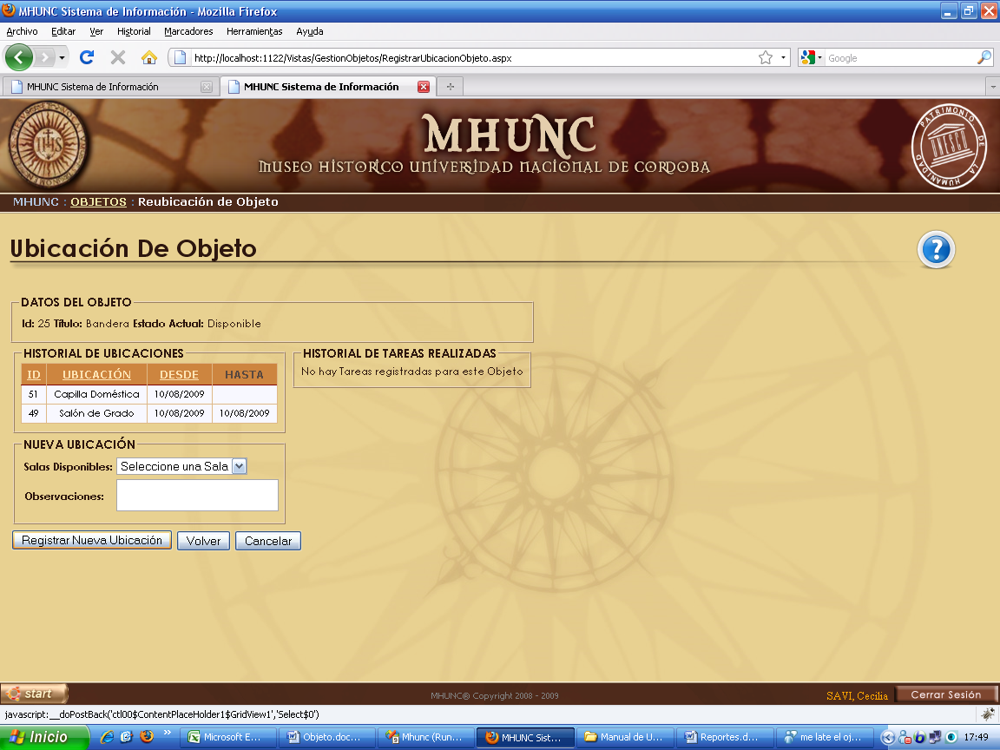 MHUNC Sistema de Información - Mozilla Firefox
Archivo Editar Ver Historial Marcadores Herramientas Ayuda
http://localhost:1122/Vistas/GestionObjetos/RegistrarUbicacionObjeto.aspx Google
MHUNC Sistema de Información MHUNC Sistema de Información
IHS MHUNC PATRIMONIO DE LA HUMANIDAD UNESCO
MUSEO HISTORICO UNIVERSIDAD NACIONAL DE CORDOBA
MHUNC : OBJETOS : Reubicación de Objeto
Ubicación De Objeto ?
DATOS DEL OBJETO
Id: 25 Título: Bandera Estado Actual: Disponible
HISTORIAL DE UBICACIONES
ID UBICACIÓN DESDE HASTA
51 Capilla Doméstica 10/08/2009
49 Salón de Grado 10/08/2009 10/08/2009
HISTORIAL DE TAREAS REALIZADAS
No hay Tareas registradas para este Objeto
NUEVA UBICACIÓN
Salas Disponibles: Seleccione una Sala
Observaciones:
Registrar Nueva Ubicación Volver Cancelar
start MHUNC® Copyright 2008 - 2009 SAVI, Cecilia Cerrar Sesión
javascript:__doPostBack('ctl00$ContentPlaceHolder1$GridView1','Select$0')
Inicio » Microsoft E... Objeto.doc... Mhunc (Run... MHUNC Sist... Manual de U... Reportes.d... me late el oj... 17:49